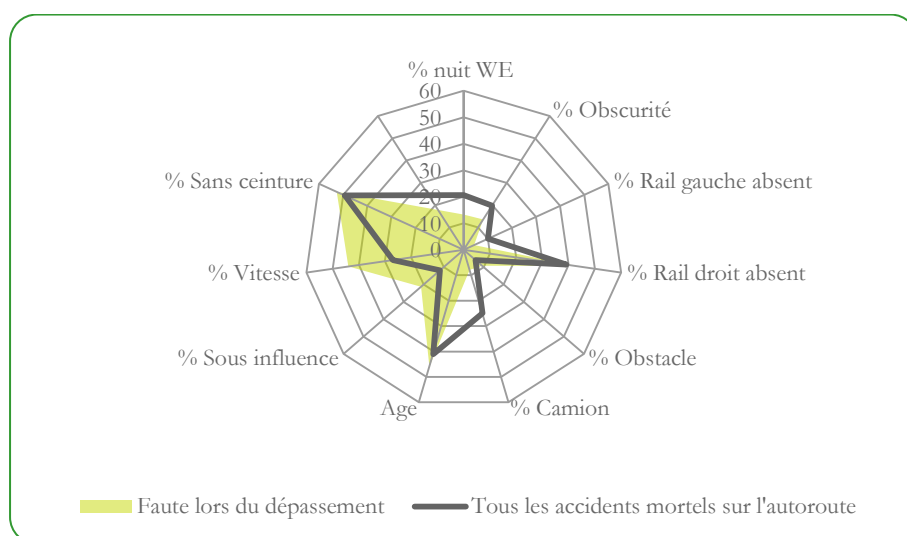 % nuit WE
60
% Obscurité
50
40
% Sans ceinture
30
% Rail gauche absent
20
10
0
% Vitesse
% Rail droit absent
% Sous influence
% Obstacle
Age
% Camion
Faute lors du dépassement
Tous les accidents mortels sur l'autoroute